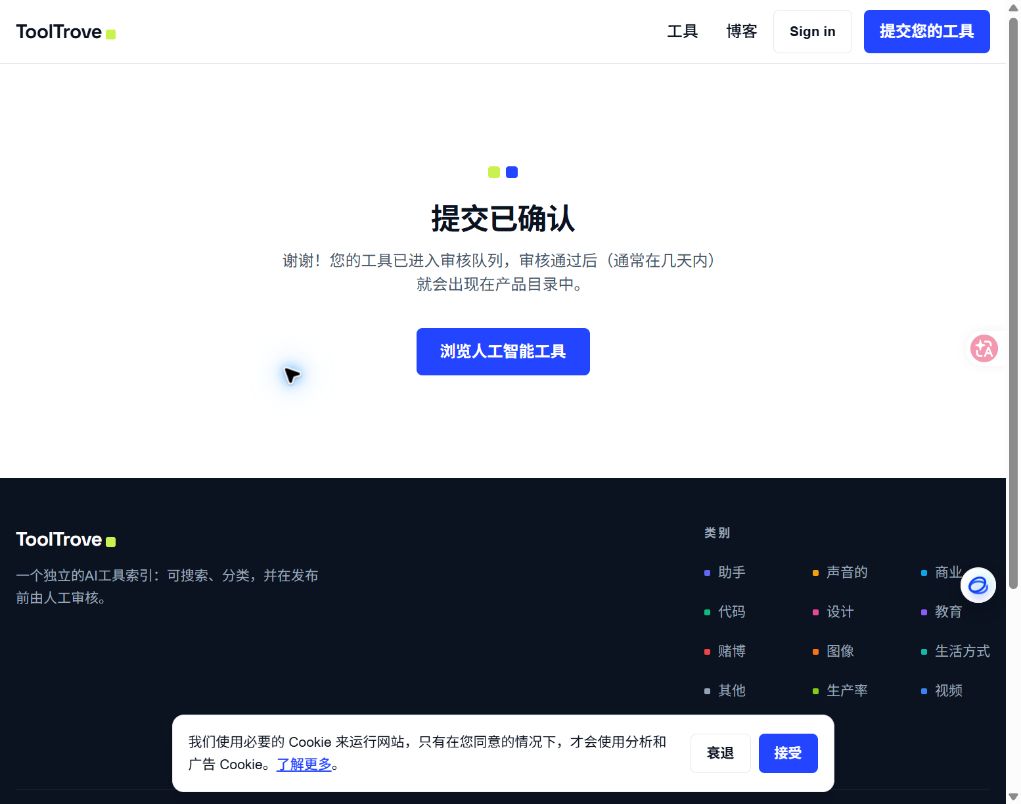 ToolTrove
工具
博客
Sign in
提交您的工具
提交已确认
谢谢！您的工具已进入审核队列，审核通过后（通常在几天内）
就会出现在产品目录中。
浏览人工智能工具
ToolTrove
一个独立的AI工具索引：可搜索、分类，并在发布
前由人工审核。
类别
助手
声音的
商业
代码
设计
教育
赌博
图像
生活方式
其他
生产率
视频
我们使用必要的 Cookie 来运行网站，只有在您同意的情况下，才会使用分析和
广告 Cookie。了解更多。
衰退
接受